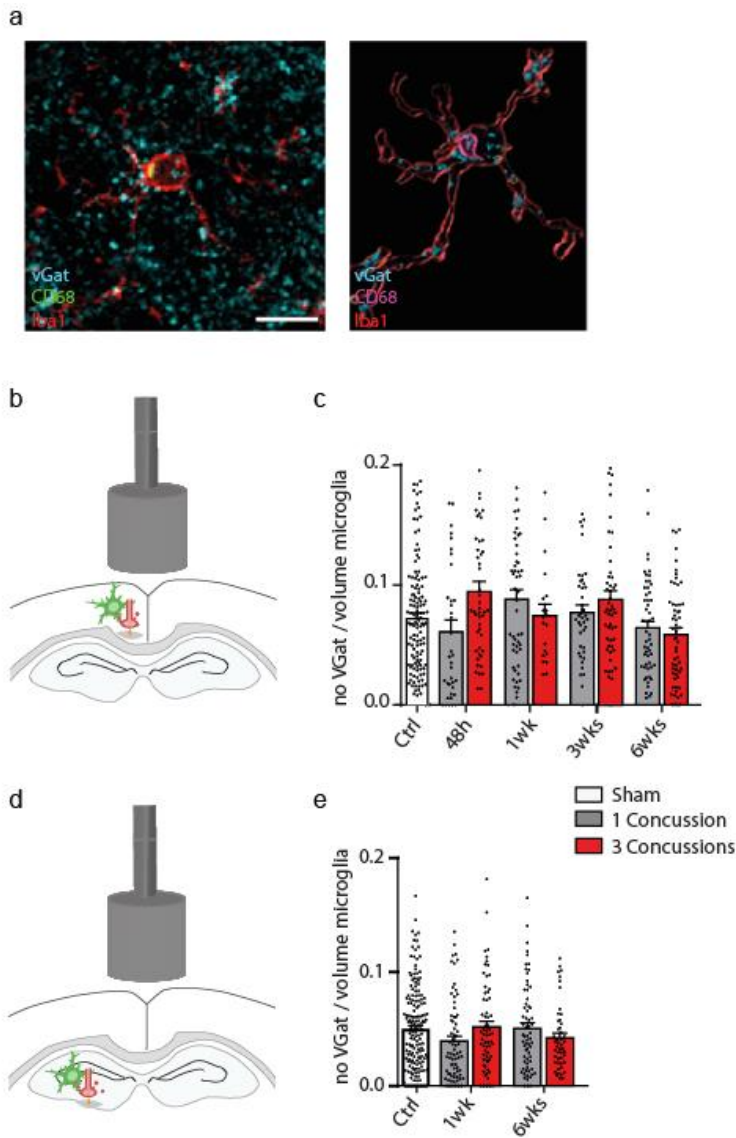 a
vGat
CD68
Iba1
vGat
CD68
Iba1
b
c
no VGat / volume microglia
0.2
0.1
0.0
Ctrl
48h
1wk
3wks
6wks
d
e
Sham
1 Concussion
3 Concussions
no VGat / volume microglia
0.2
0.1
0.0
Ctrl
1wk
6wks